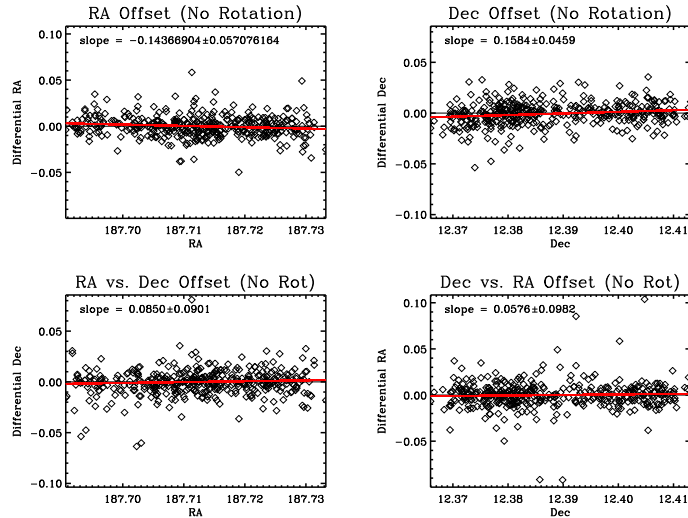 RA Offset (No Rotation)
slope = -0.14366904±0.057076164
0.10
0.05
0.00
-0.05
Differential RA
187.70 187.71 187.72 187.73
RA
Dec Offset (No Rotation)
slope = 0.1584±0.0459
0.05
0.00
-0.05
-0.10
Differential Dec
12.37 12.38 12.39 12.40 12.41
Dec
RA vs. Dec Offset (No Rot)
slope = 0.0850±0.0901
0.05
0.00
-0.05
-0.10
Differential Dec
187.70 187.71 187.72 187.73
RA
Dec vs. RA Offset (No Rot)
slope = 0.0576±0.0982
0.10
0.05
0.00
-0.05
Differential RA
12.37 12.38 12.39 12.40 12.41
Dec